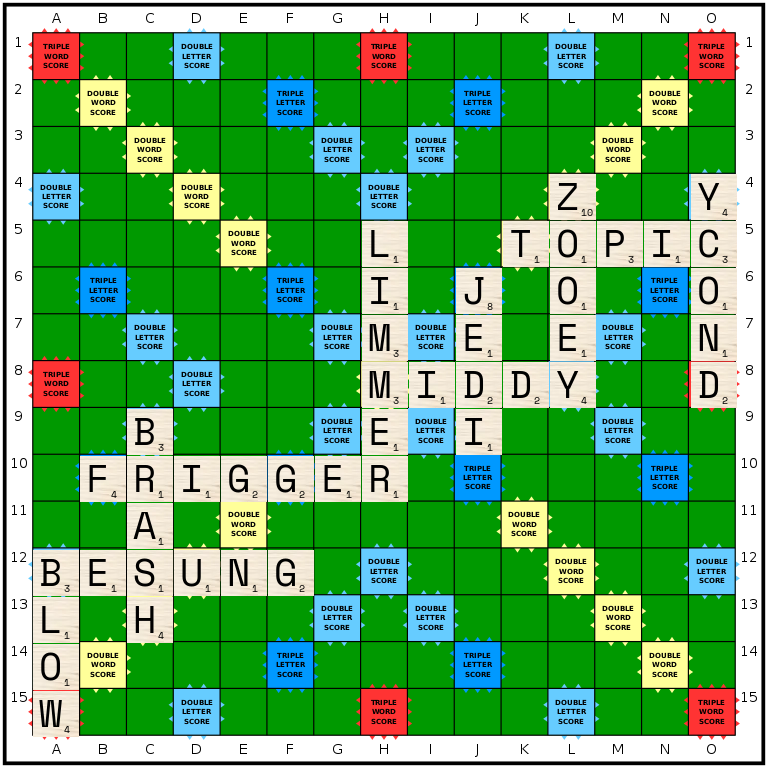 A B C D E F G H I J K L M N O
1 TRIPLE WORD SCORE DOUBLE LETTER SCORE TRIPLE WORD SCORE DOUBLE LETTER SCORE TRIPLE WORD SCORE 1
2 DOUBLE WORD SCORE TRIPLE LETTER SCORE TRIPLE LETTER SCORE DOUBLE WORD SCORE 2
3 DOUBLE WORD SCORE DOUBLE LETTER SCORE DOUBLE LETTER SCORE DOUBLE WORD SCORE 3
4 DOUBLE LETTER SCORE DOUBLE WORD SCORE DOUBLE LETTER SCORE Z10 Y4 4
5 DOUBLE WORD SCORE L1 T1 O1 P3 I1 C3 5
6 TRIPLE LETTER SCORE TRIPLE LETTER SCORE I1 J8 O1 TRIPLE LETTER SCORE O1 6
7 DOUBLE LETTER SCORE DOUBLE LETTER SCORE M3 DOUBLE LETTER SCORE E1 E1 DOUBLE LETTER SCORE N1 7
8 TRIPLE WORD SCORE DOUBLE LETTER SCORE M3 I1 D2 D2 Y4 D2 8
9 B3 DOUBLE LETTER SCORE E1 DOUBLE LETTER SCORE I1 DOUBLE LETTER SCORE 9
10 F4 R1 I1 G2 G2 E1 R1 TRIPLE LETTER SCORE TRIPLE LETTER SCORE 10
11 A1 DOUBLE WORD SCORE DOUBLE WORD SCORE 11
12 B3 E1 S1 U1 N1 G2 DOUBLE LETTER SCORE DOUBLE WORD SCORE DOUBLE LETTER SCORE 12
13 L1 H4 DOUBLE LETTER SCORE DOUBLE LETTER SCORE DOUBLE WORD SCORE 13
14 O1 DOUBLE WORD SCORE TRIPLE LETTER SCORE TRIPLE LETTER SCORE DOUBLE WORD SCORE 14
15 W4 DOUBLE LETTER SCORE TRIPLE WORD SCORE DOUBLE LETTER SCORE TRIPLE WORD SCORE 15
A B C D E F G H I J K L M N O